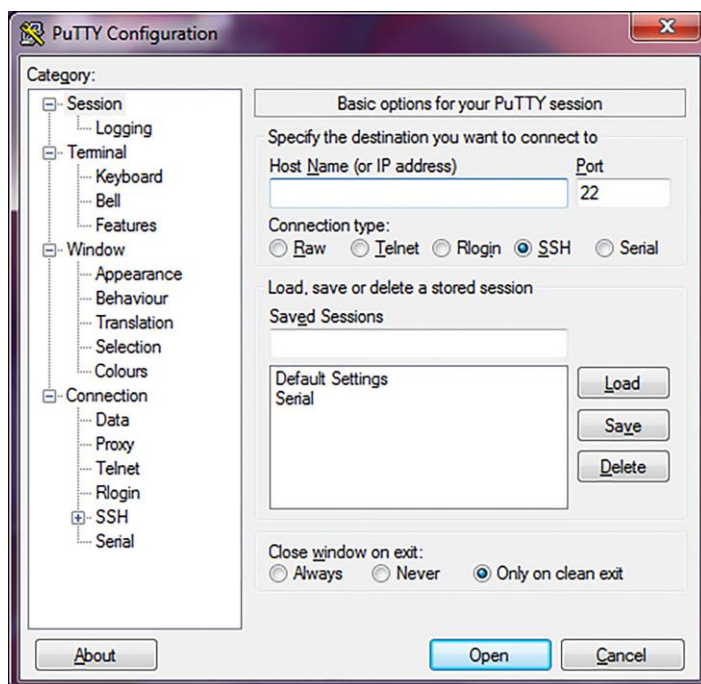 PuTTY Configuration
Category:
Session
Logging
Terminal
Keyboard
Bell
Features
Window
Appearance
Behaviour
Translation
Selection
Colours
Connection
Data
Proxy
Telnet
Rlogin
SSH
Serial
Basic options for your PuTTY session
Specify the destination you want to connect to
Host Name (or IP address) Port
22
Connection type:
Raw Telnet Rlogin SSH Serial
Load, save or delete a stored session
Saved Sessions
Default Settings
Serial
Load
Save
Delete
Close window on exit:
Always Never Only on clean exit
About Open Cancel